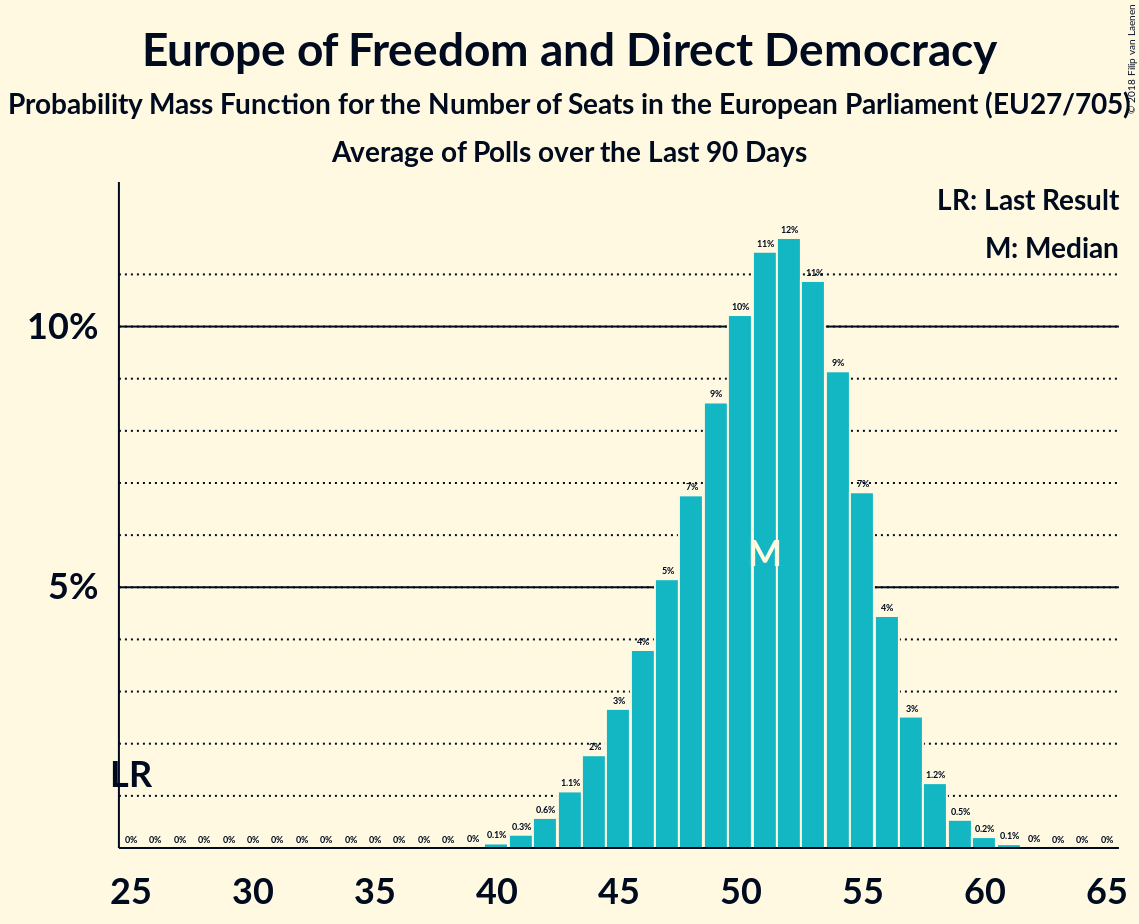 Europe of Freedom and Direct Democracy
Probability Mass Function for the Number of Seats in the European Parliament (EU27/705)
Average of Polls over the Last 90 Days
© 2018 Filip van Laenen
LR: Last Result
M: Median
10%
5%
LR
M
0% 0% 0% 0% 0% 0% 0% 0% 0% 0% 0% 0% 0% 0% 0% 0.1% 0.3% 0.6% 1.1% 2% 3% 4% 5% 7% 9% 10% 11% 12% 11% 9% 7% 4% 3% 1.2% 0.5% 0.2% 0.1% 0% 0% 0% 0%
25 30 35 40 45 50 55 60 65